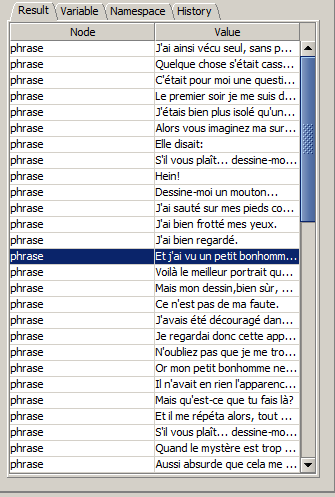 Result Variable Namespace History
Node Value
phrase J'ai ainsi vécu seul, sans p...
phrase Quelque chose s'était cass...
phrase C'était pour moi une questi...
phrase Le premier soir je me suis d...
phrase J'étais bien plus isolé qu'un...
phrase Alors vous imaginez ma sur...
phrase Elle disait:
phrase S'il vous plaît... dessine-mo...
phrase Hein!
phrase Dessine-moi un mouton...
phrase J'ai sauté sur mes pieds co...
phrase J'ai bien frotté mes yeux.
phrase J'ai bien regardé.
phrase Et j'ai vu un petit bonhomm...
phrase Voilà le meilleur portrait qu...
phrase Mais mon dessin,bien sûr, ...
phrase Ce n'est pas de ma faute.
phrase J'avais été découragé dan...
phrase Je regardai donc cette app...
phrase N'oubliez pas que je me tro...
phrase Or mon petit bonhomme ne...
phrase Il n'avait en rien l'apparenc...
phrase Mais qu'est-ce que tu fais là?
phrase Et il me répéta alors, tout ...
phrase S'il vous plaît... dessine-mo...
phrase Quand le mystère est trop ...
phrase Aussi absurde que cela me ...